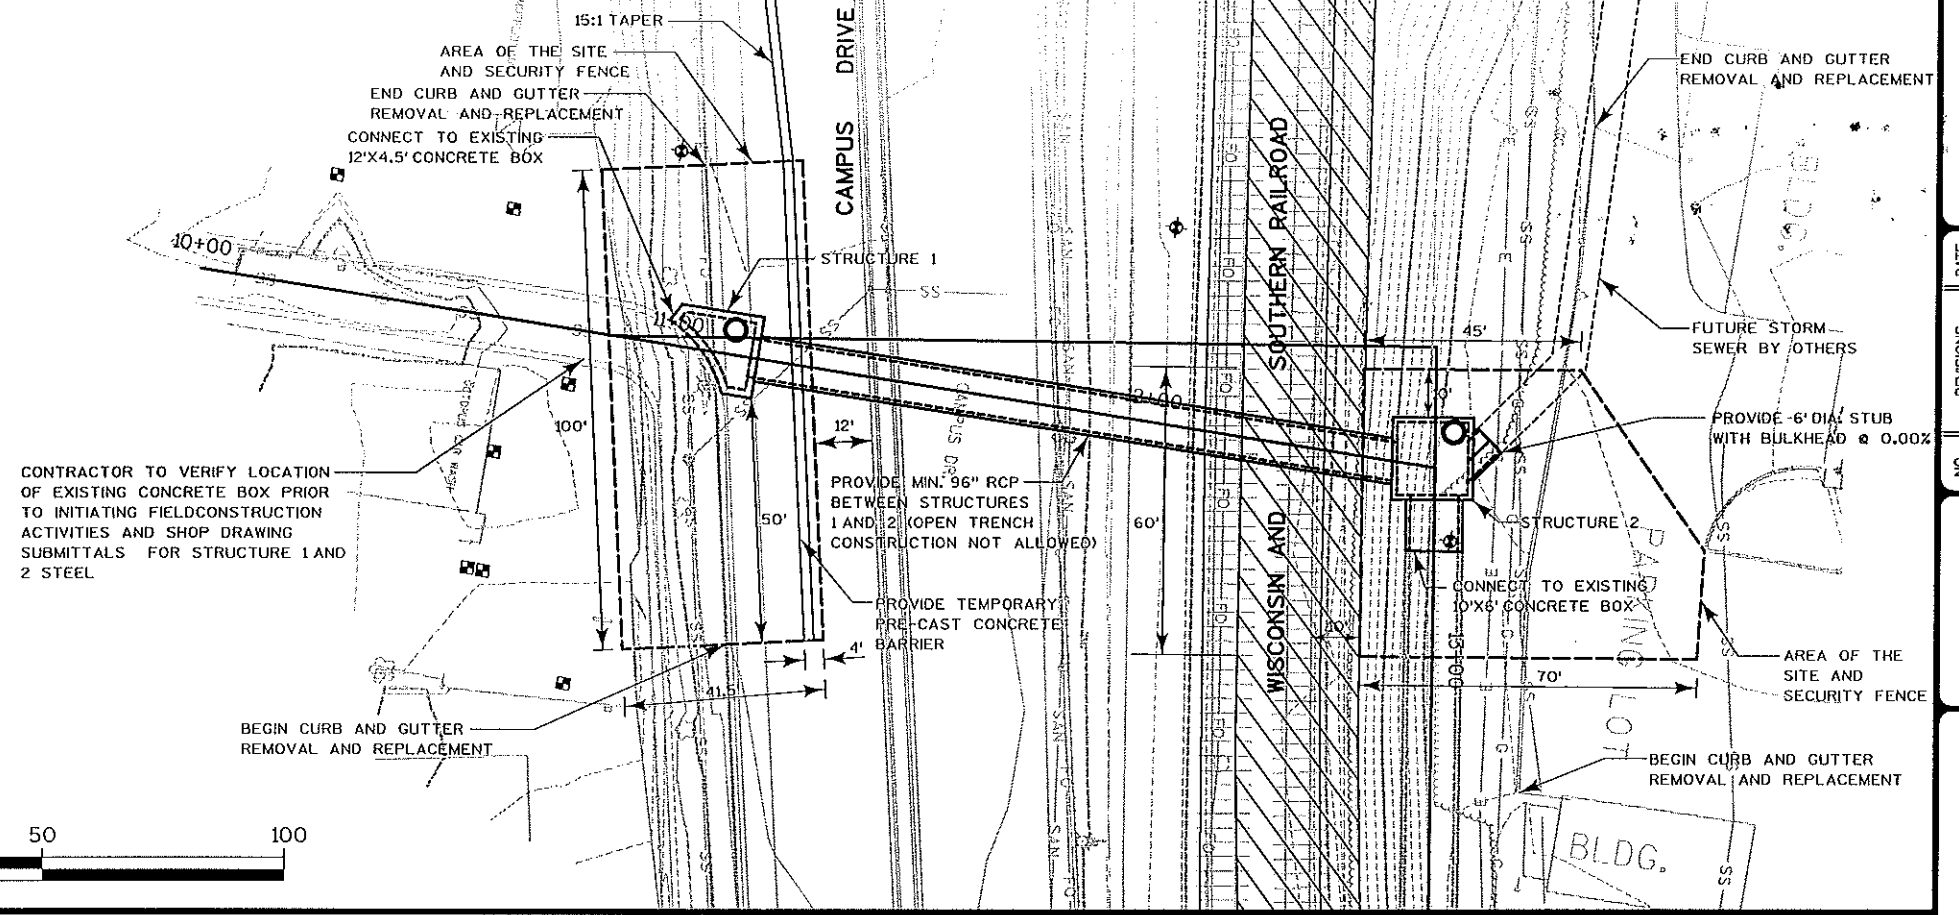 15:1 TAPER
AREA OF THE SITE
AND SECURITY FENCE
END CURB AND GUTTER
REMOVAL AND REPLACEMENT
CONNECT TO EXISTING
12'X4.5' CONCRETE BOX
CAMPUS DRIVE
END CURB AND GUTTER
REMOVAL AND REPLACEMENT
BLDG.
10+00
11+00
STRUCTURE 1
SS
WISCONSIN AND SOUTHERN RAILROAD
45'
FUTURE STORM
SEWER BY OTHERS
12+00
PROVIDE 6' DIA. STUB
WITH BULKHEAD @ 0.00%
100'
12'
CAMPUS DR.
CONTRACTOR TO VERIFY LOCATION
OF EXISTING CONCRETE BOX PRIOR
TO INITIATING FIELDCONSTRUCTION
ACTIVITIES AND SHOP DRAWING
SUBMITTALS FOR STRUCTURE 1 AND
2 STEEL
OCTOPUS CAR WASH
PROVIDE MIN. 96" RCP
BETWEEN STRUCTURES
1 AND 2 (OPEN TRENCH
CONSTRUCTION NOT ALLOWED)
50'
60'
STRUCTURE 2
PARKING LOT
CONNECT TO EXISTING
10'X6' CONCRETE BOX
13+00
PROVIDE TEMPORARY
PRE-CAST CONCRETE
BARRIER
4'
41.5'
70'
AREA OF THE
SITE AND
SECURITY FENCE
BEGIN CURB AND GUTTER
REMOVAL AND REPLACEMENT
BEGIN CURB AND GUTTER
REMOVAL AND REPLACEMENT
BLDG.
50
100